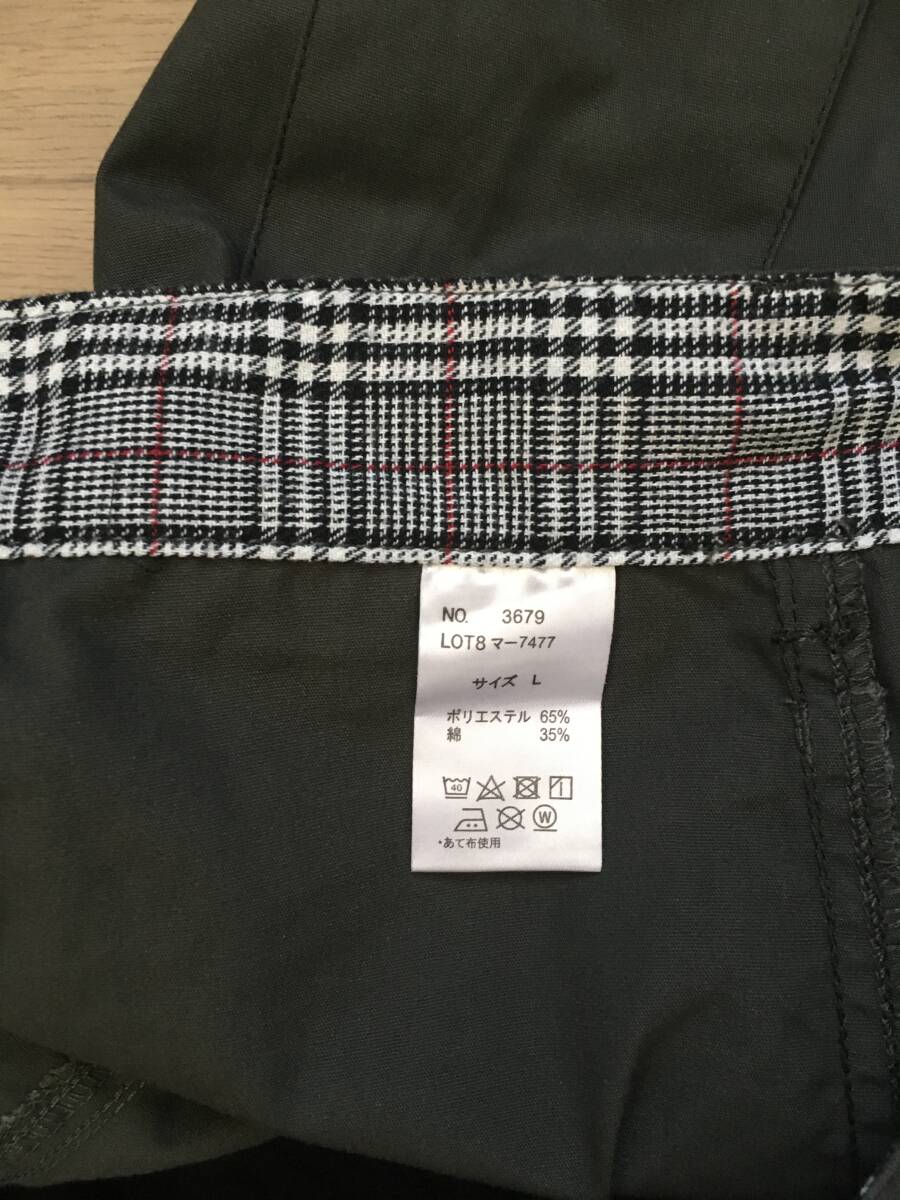 NO. 3679
LOT8 マー7477
サイズ L
ポリエステル 65%
綿 35%
40
W
・あて布使用